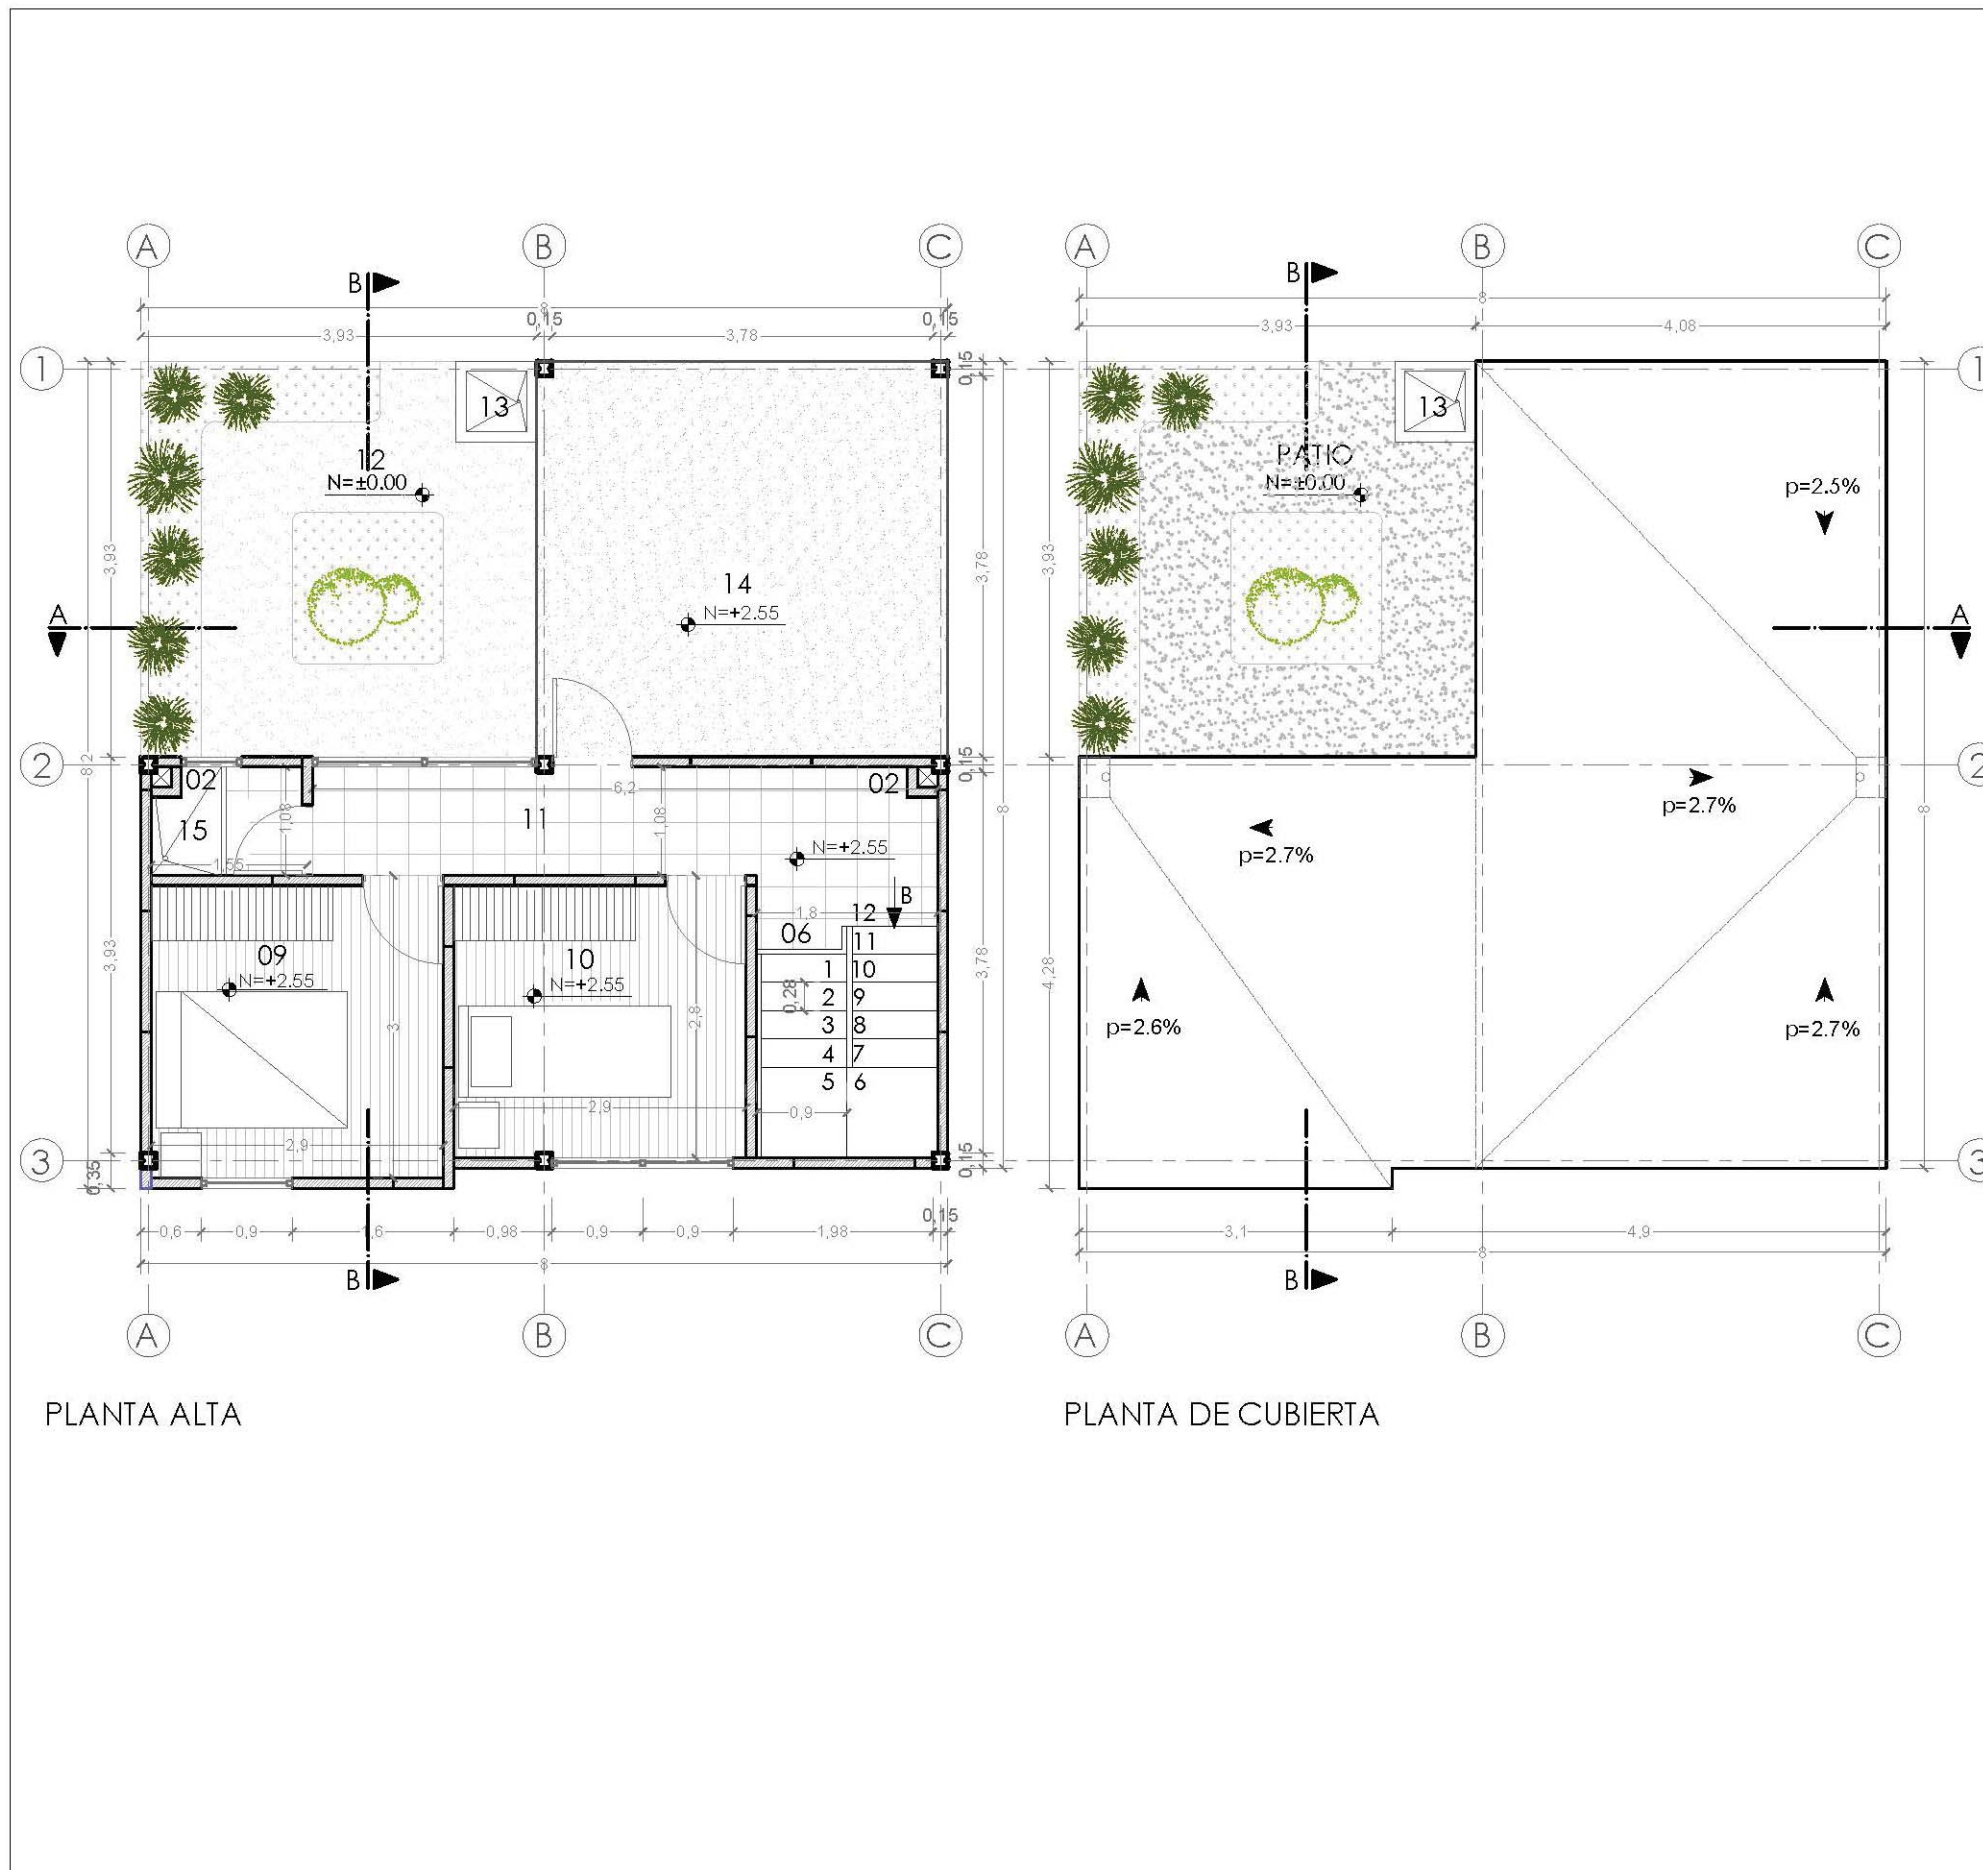 A B C A B C
B B
8 8
0,15 0,15
3,93 3,78 3,93 4,08
1 0,15 1
13 13
12 PATIO
N=±0.00 N=±0.00
p=2.5%
3,93 3,78 3,93
14
N=+2.55
A A
2 8,2 0,15 2
02 6,2 02
p=2.7%
11 8 8
15 1,08 1,08
N=+2.55 p=2.7%
1,55
B
1,8 12
06 11
09 10 1 10
N=+2.55 N=+2.55 0,28 2 9
3,93 3,78 4,28
3 2,8 3 8
p=2.6% p=2.7%
4 7
5 6
2,9 0,9
2,9
3 0,35 0,15 3
0,15
0,6 0,9 1,6 0,98 0,9 0,9 1,98 3,1 4,9
8 8
B B
A B C A B C
PLANTA ALTA PLANTA DE CUBIERTA